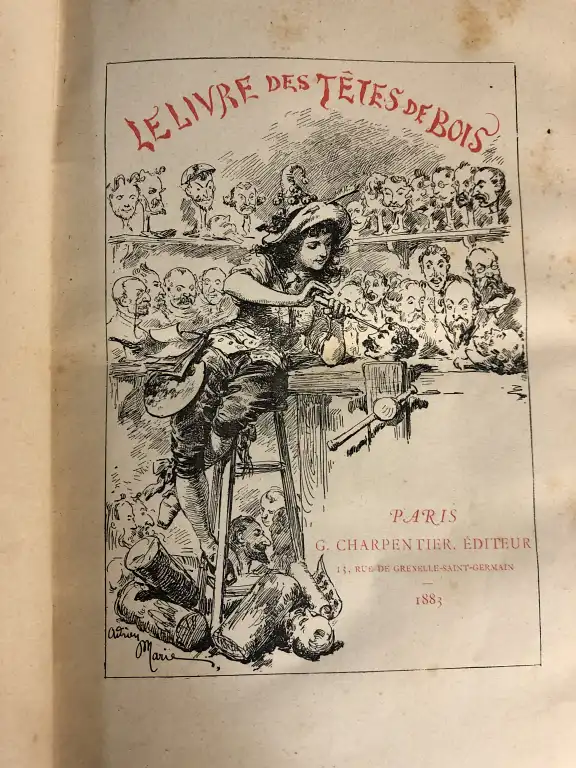 LE LIVRE DES TÊTES DE BOIS
PARIS
G. CHARPENTIER, ÉDITEUR
13, RUE DE GRENELLE-SAINT-GERMAIN
1883
Adrien
Marie